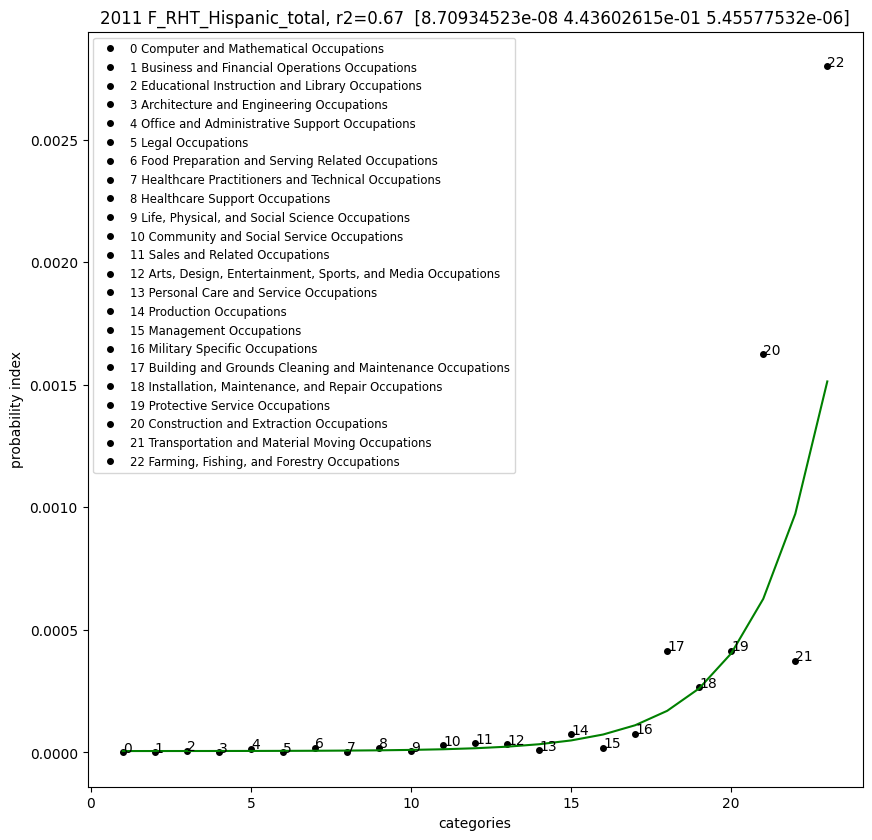 2011 F_RHT_Hispanic_total, r2=0.67 [8.70934523e-08 4.43602615e-01 5.45577532e-06]
0 Computer and Mathematical Occupations
1 Business and Financial Operations Occupations
2 Educational Instruction and Library Occupations
3 Architecture and Engineering Occupations
4 Office and Administrative Support Occupations
5 Legal Occupations
6 Food Preparation and Serving Related Occupations
7 Healthcare Practitioners and Technical Occupations
8 Healthcare Support Occupations
9 Life, Physical, and Social Science Occupations
10 Community and Social Service Occupations
11 Sales and Related Occupations
12 Arts, Design, Entertainment, Sports, and Media Occupations
13 Personal Care and Service Occupations
14 Production Occupations
15 Management Occupations
16 Military Specific Occupations
17 Building and Grounds Cleaning and Maintenance Occupations
18 Installation, Maintenance, and Repair Occupations
19 Protective Service Occupations
20 Construction and Extraction Occupations
21 Transportation and Material Moving Occupations
22 Farming, Fishing, and Forestry Occupations
probability index
0.0025
0.0020
0.0015
0.0010
0.0005
0.0000
0 1 2 3 4 5 6 7 8 9 10 11 12 13 14 15 16 17 18 19 20 21 22
0 5 10 15 20
categories